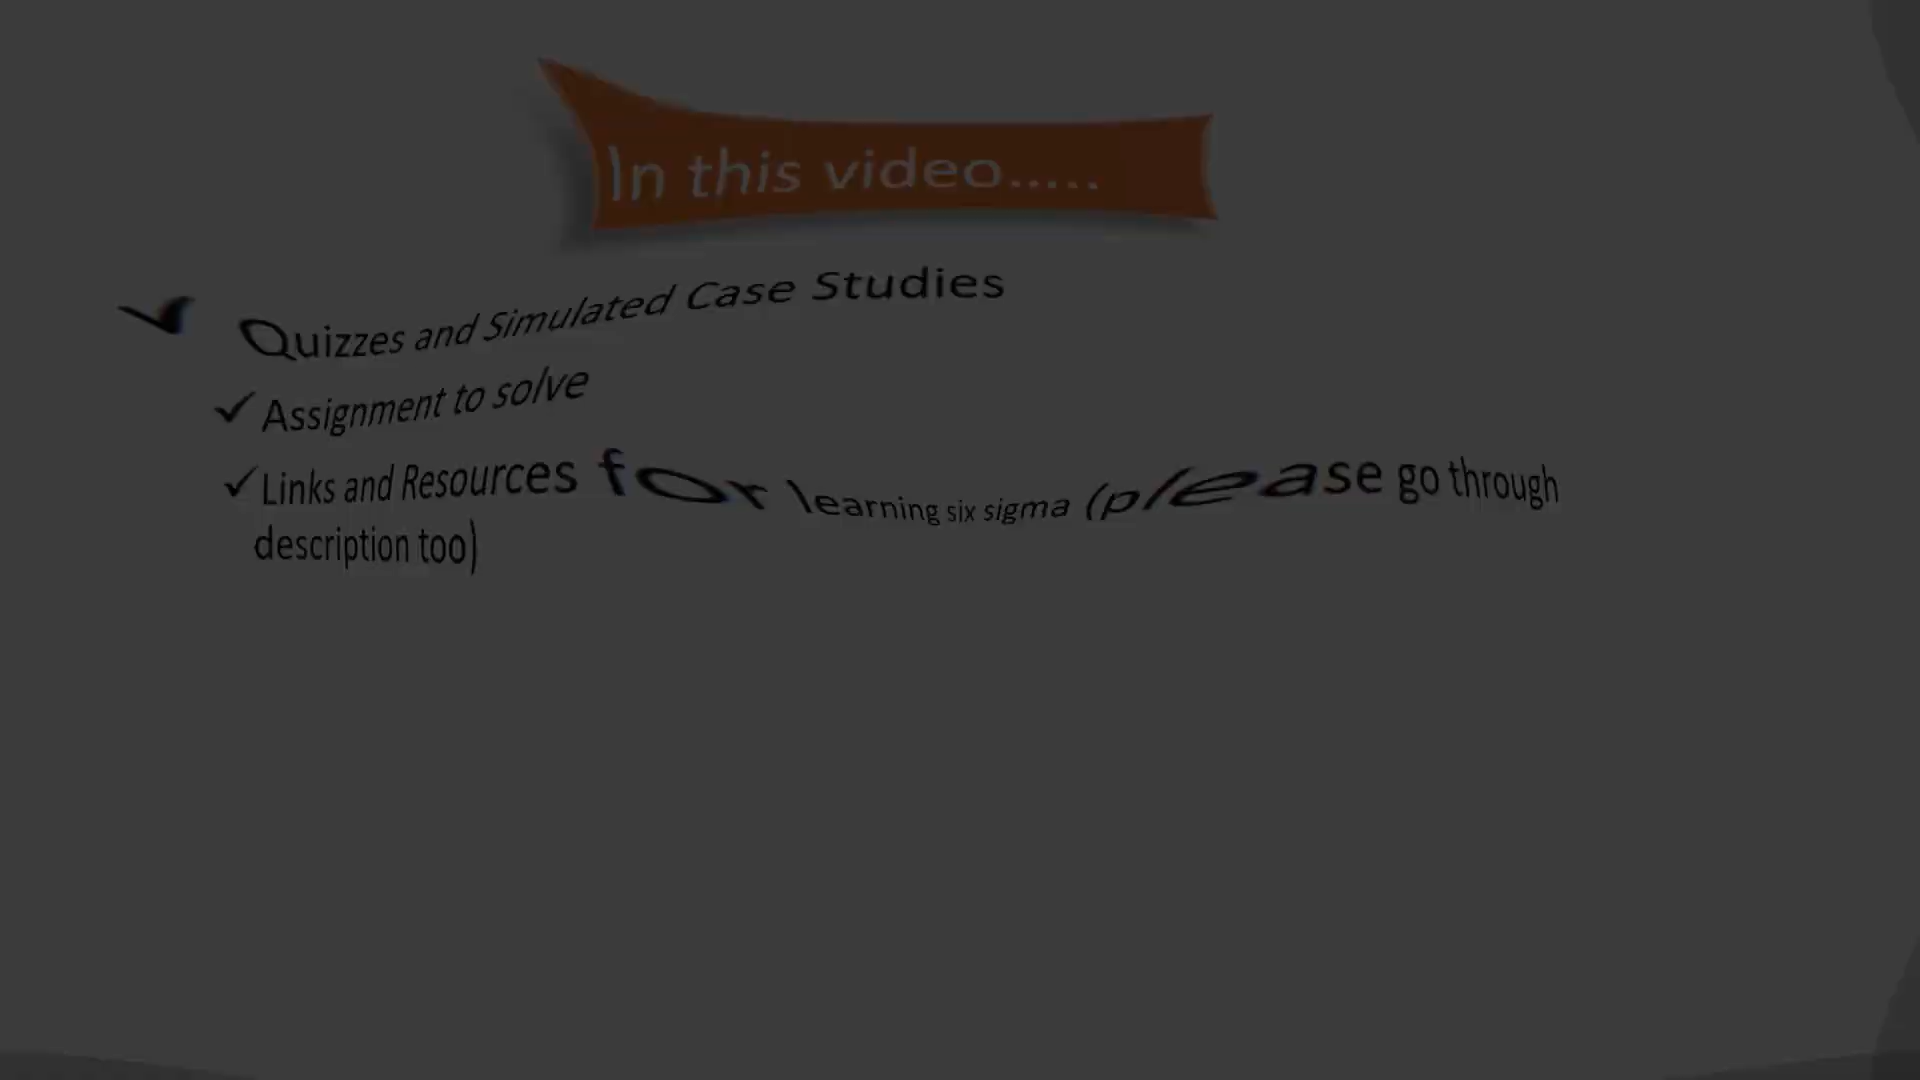 In this video.....
✓ Quizzes and Simulated Case Studies
✓ Assignment to solve
✓ Links and Resources for learning six sigma (please go through
description too)